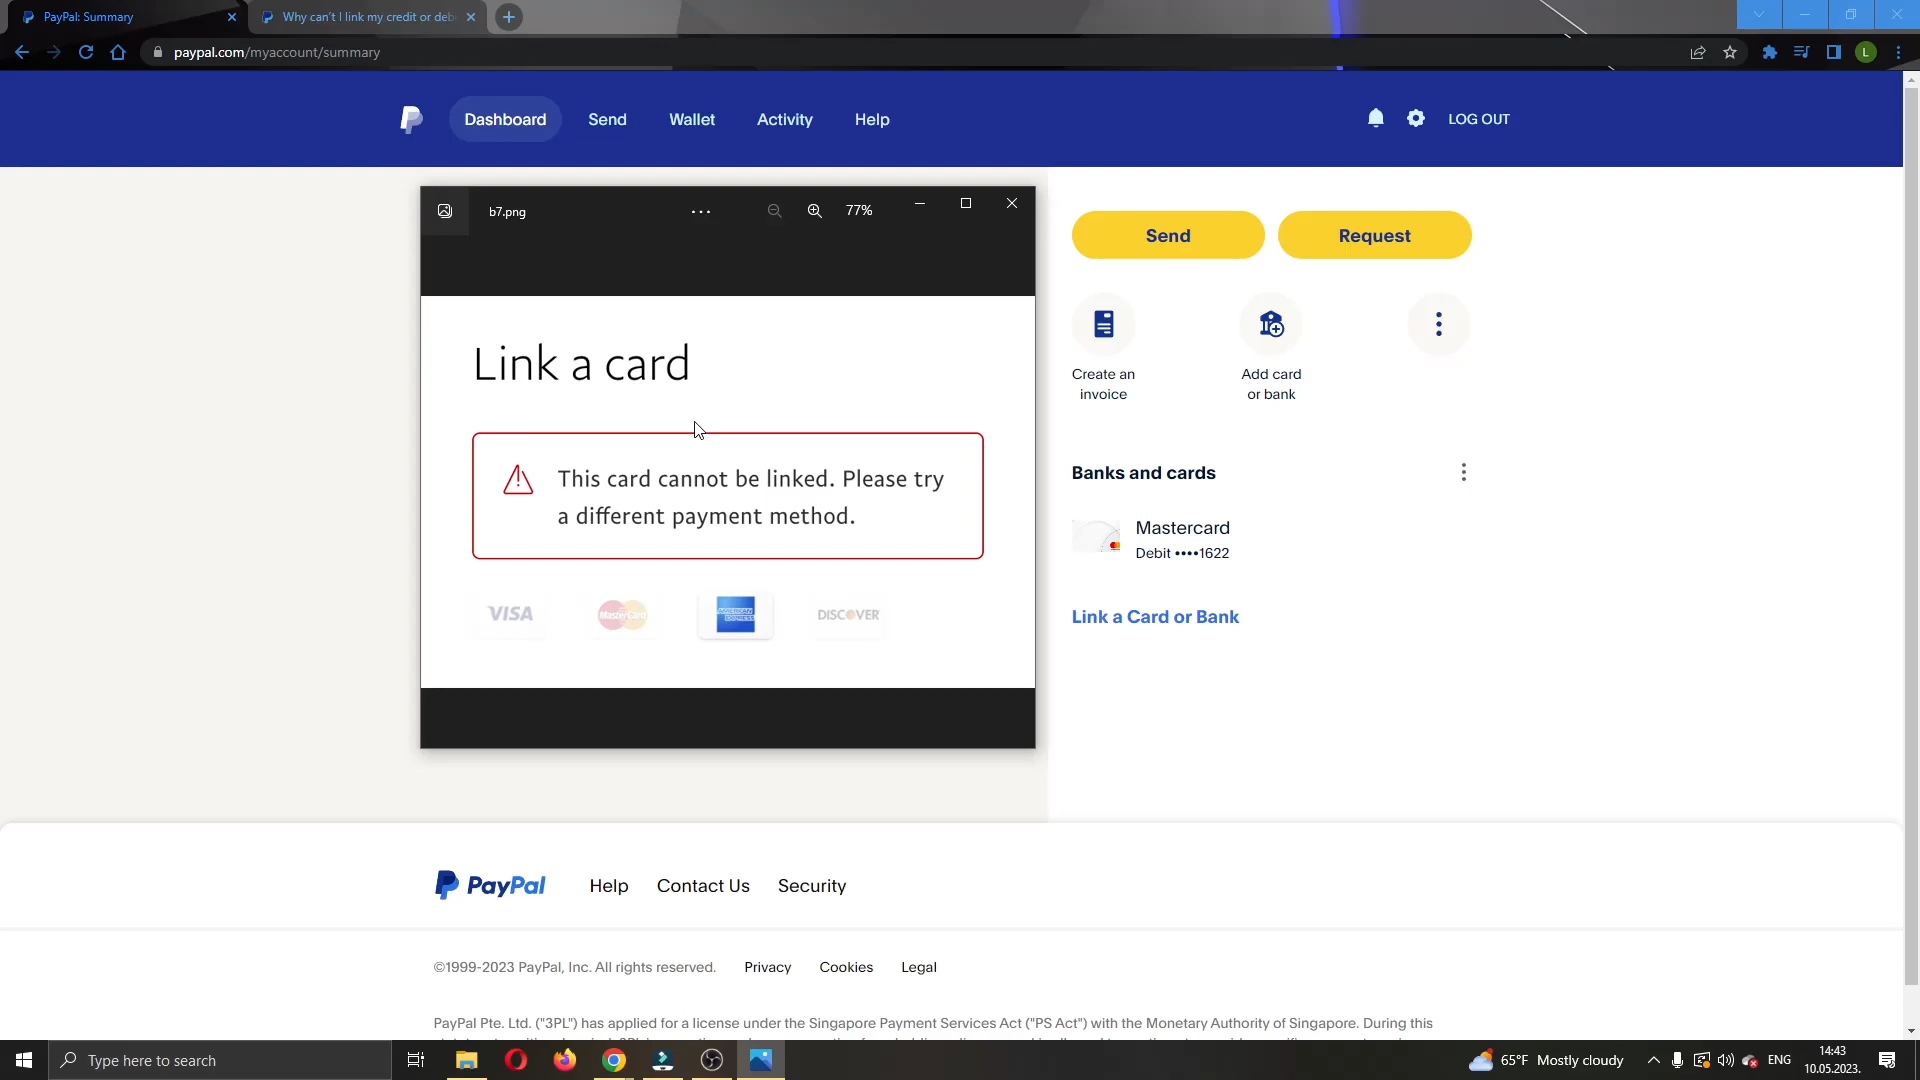 PayPal: Summary
Why can't I link my credit or deb
paypal.com/myaccount/summary
L
Dashboard
Send
Wallet
Activity
Help
LOG OUT
b7.png
77%
Link a card
This card cannot be linked. Please try
a different payment method.
VISA
MasterCard
AMERICAN EXPRESS
DISCOVER
Send
Request
Create an
invoice
Add card
or bank
Banks and cards
Mastercard
Debit ••••1622
Link a Card or Bank
PayPal
Help
Contact Us
Security
©1999-2023 PayPal, Inc. All rights reserved.
Privacy
Cookies
Legal
PayPal Pte. Ltd. ("3PL") has applied for a license under the Singapore Payment Services Act ("PS Act") with the Monetary Authority of Singapore. During this
Type here to search
65°F Mostly cloudy
ENG
14:43
10.05.2023.